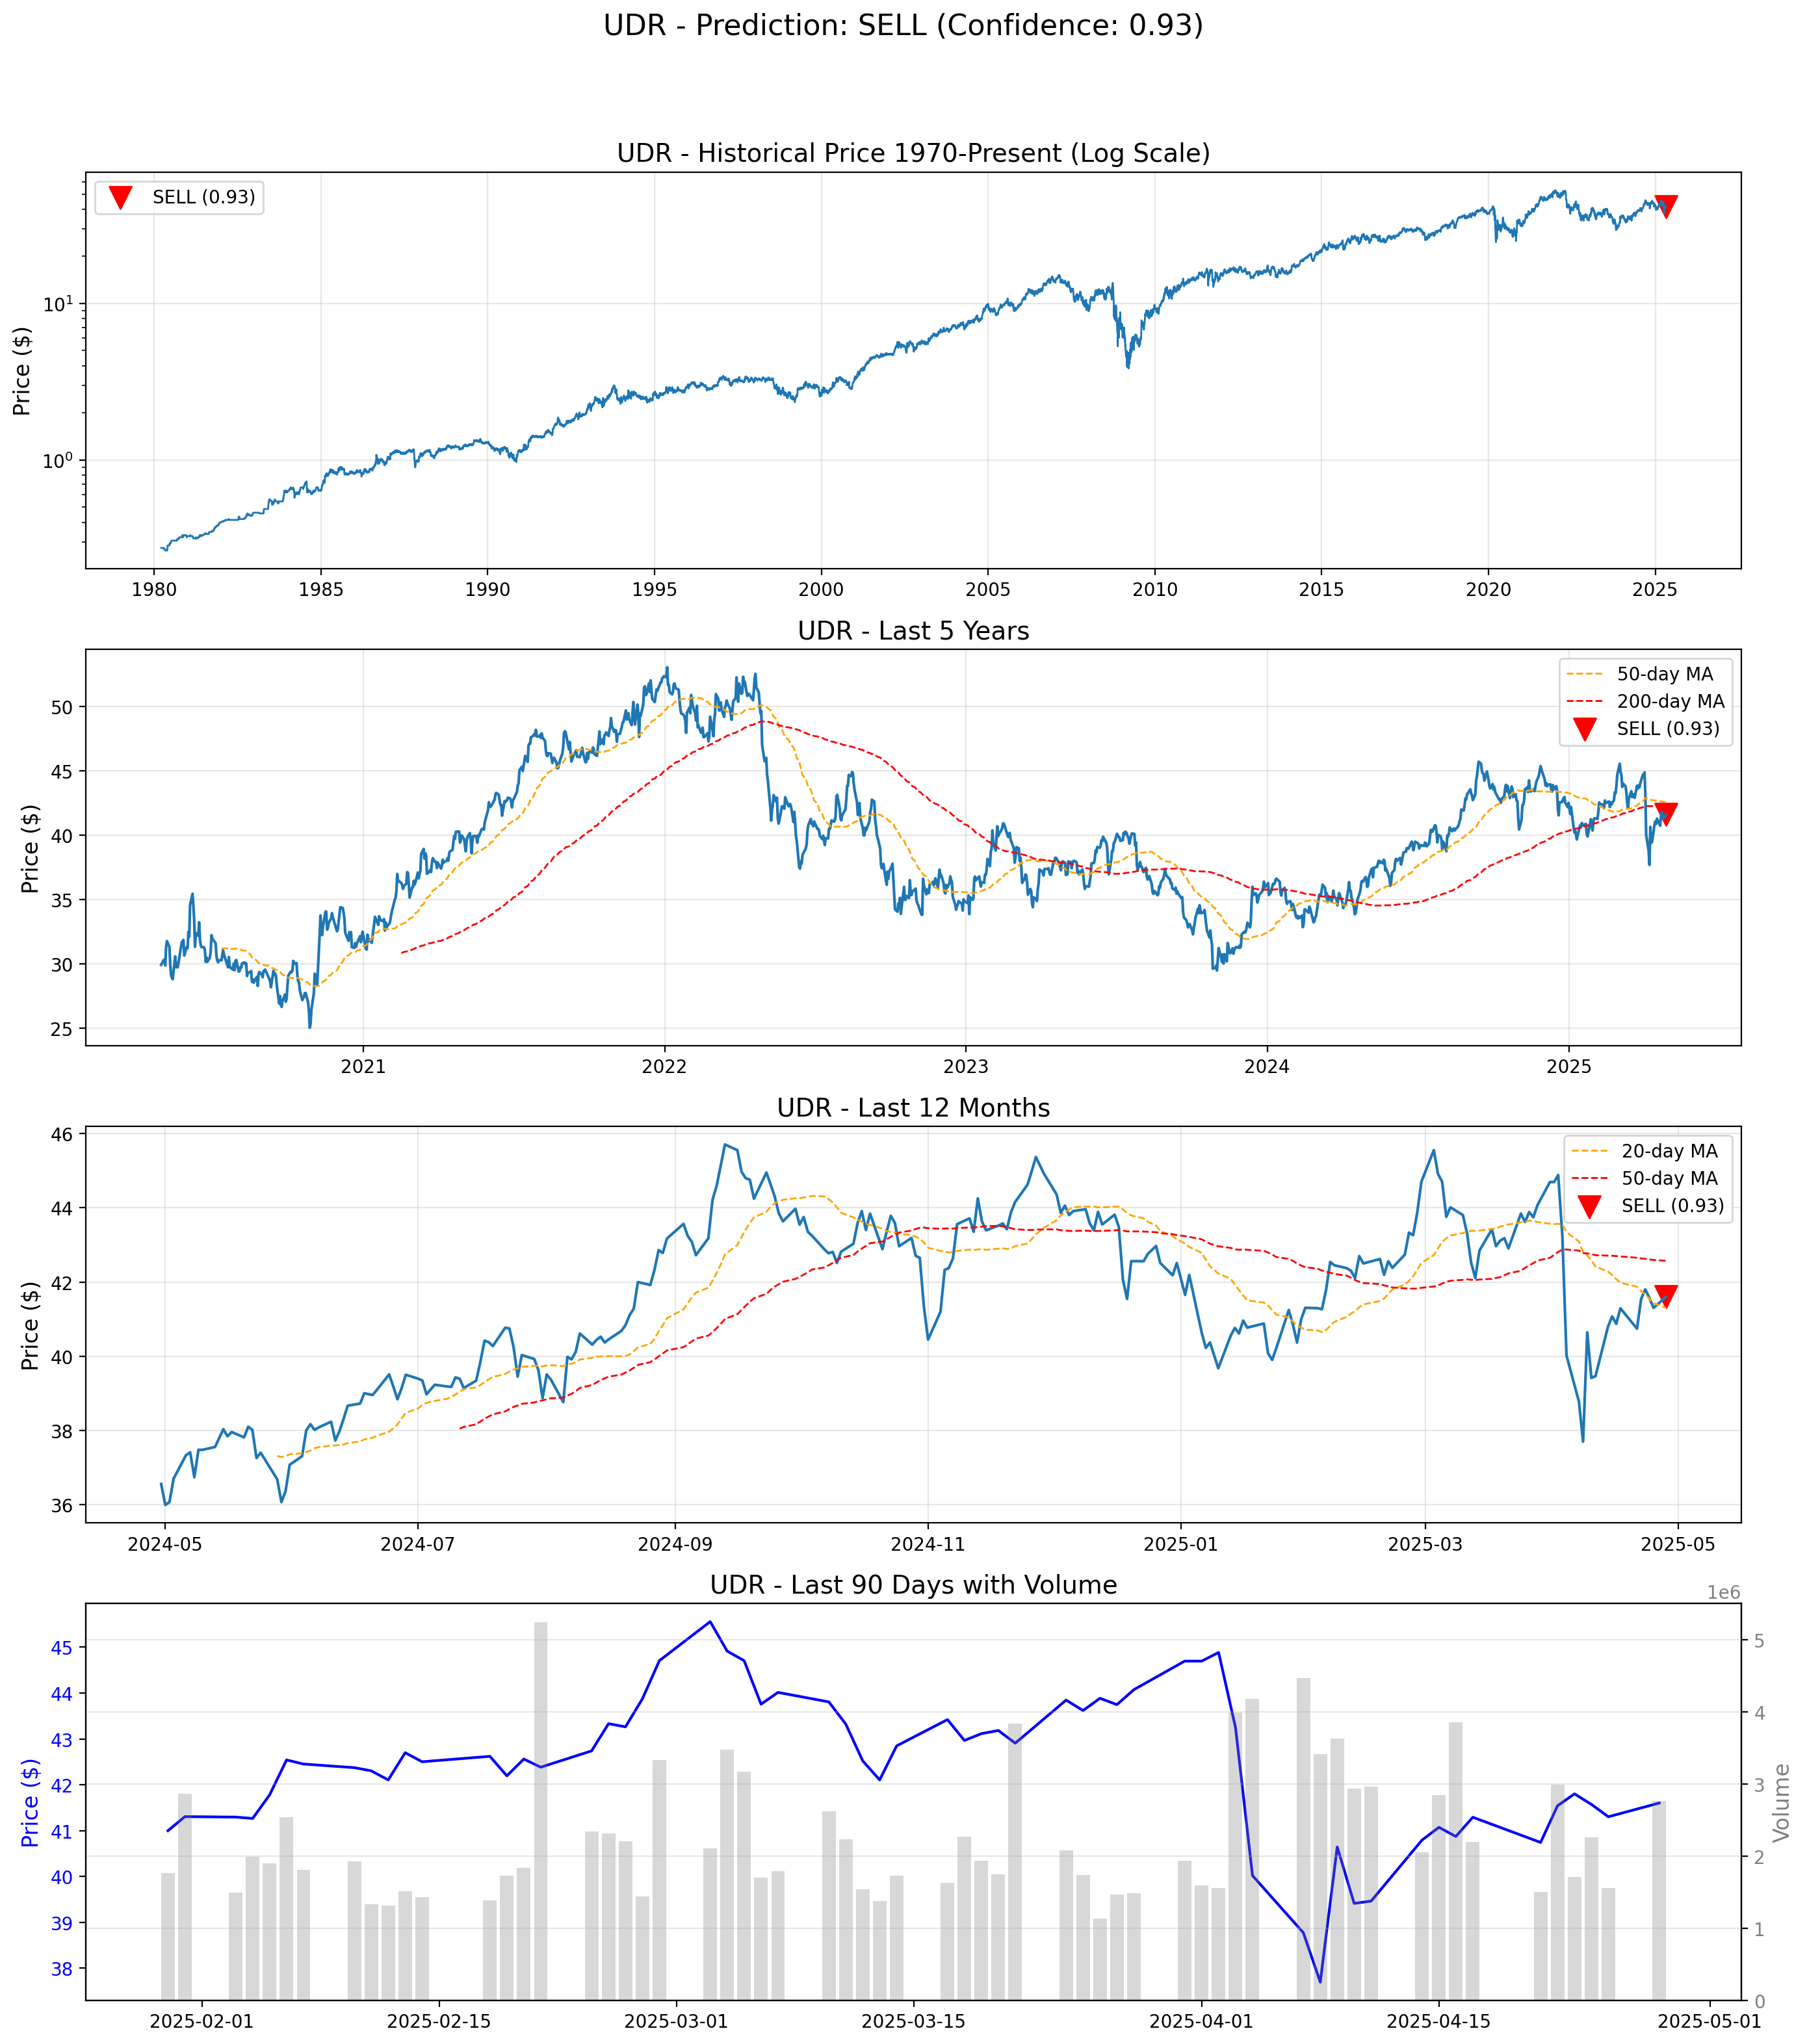 UDR - Prediction: SELL (Confidence: 0.93)
UDR - Historical Price 1970-Present (Log Scale)
SELL (0.93)
Price ($)
10¹
10⁰
1980 1985 1990 1995 2000 2005 2010 2015 2020 2025
UDR - Last 5 Years
50-day MA
200-day MA
SELL (0.93)
Price ($)
50
45
40
35
30
25
2021 2022 2023 2024 2025
UDR - Last 12 Months
20-day MA
50-day MA
SELL (0.93)
Price ($)
46
44
42
40
38
36
2024-05 2024-07 2024-09 2024-11 2025-01 2025-03 2025-05
UDR - Last 90 Days with Volume
1e6
Price ($)
45
44
43
42
41
40
39
38
5
4
3
2
1
0
Volume
2025-02-01 2025-02-15 2025-03-01 2025-03-15 2025-04-01 2025-04-15 2025-05-01